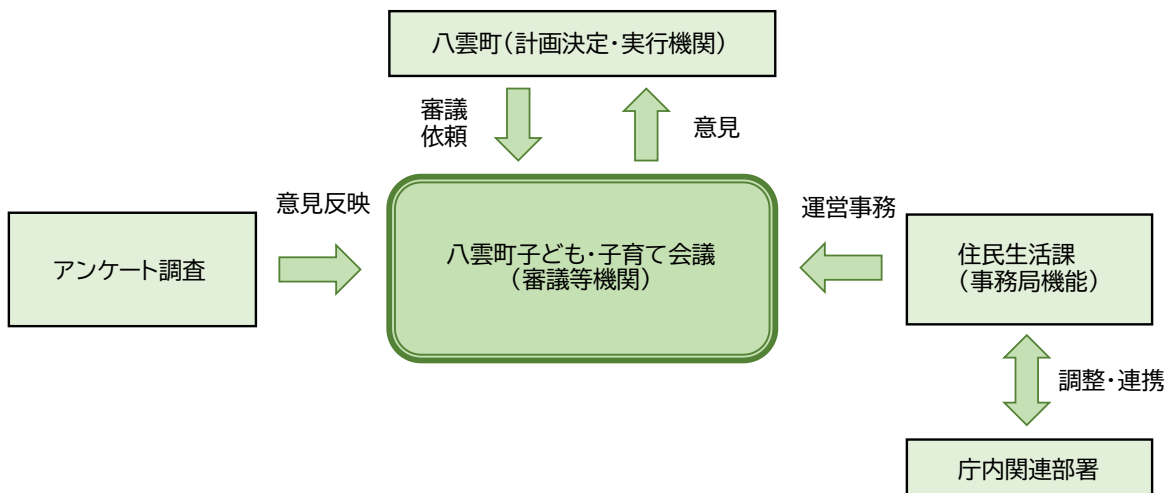 八雲町（計画決定・実行機関）
審議
依頼
意見
意見反映
運営事務
アンケート調査
八雲町子ども・子育て会議
（審議等機関）
住民生活課
（事務局機能）
調整・連携
庁内関連部署